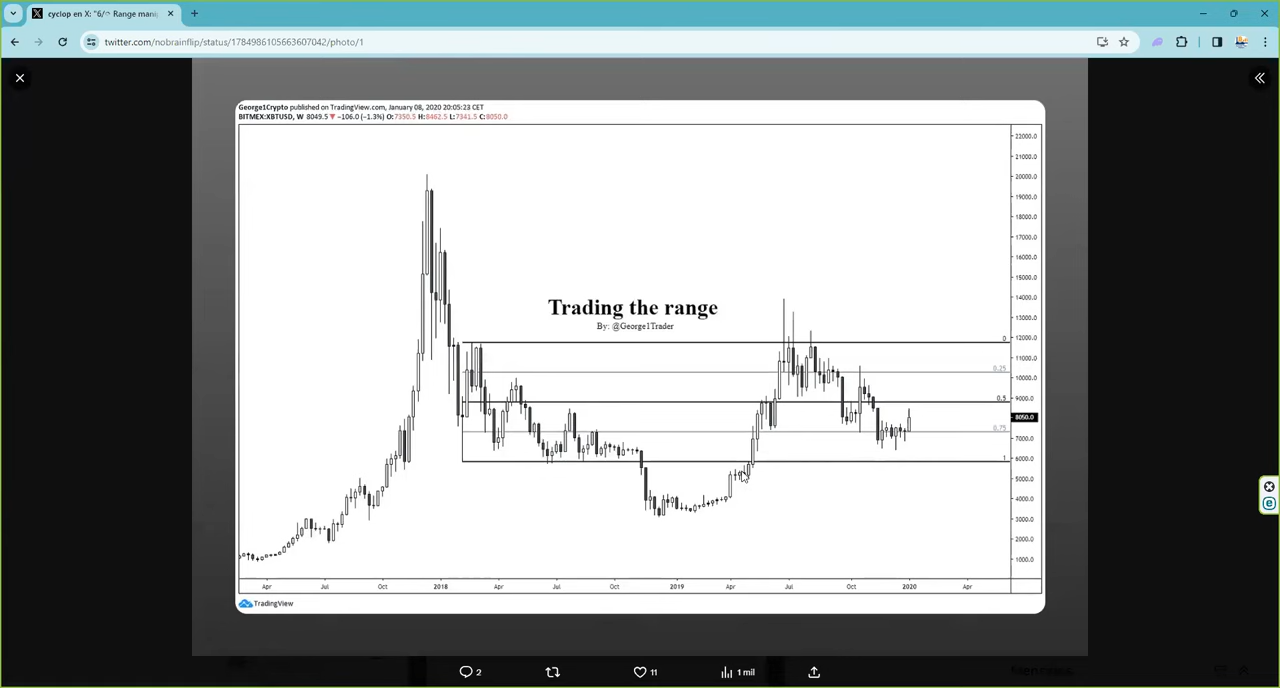 cyclop en X: "6/
Range mani
twitter.com/nobrainflip/status/1784986105663607042/photo/1
George1Crypto published on TradingView.com, January 08, 2020 20:05:23 CET
BITMEX:XBTUSD, W 8049.5 ▼ −106.0 (−1.3%) O:7350.5 H:8462.5 L:7341.5 C:8050.0
22000.0
21000.0
20000.0
19000.0
18000.0
17000.0
16000.0
15000.0
14000.0
13000.0
12000.0
11000.0
10000.0
9000.0
8050.0
7000.0
6000.0
5000.0
4000.0
3000.0
2000.0
1000.0
Trading the range
By: @George1Trader
0
0.25
0.5
0.75
1
Apr Jul Oct 2018 Apr Jul Oct 2019 Apr Jul Oct 2020 Apr
TradingView
2 11 1 mil